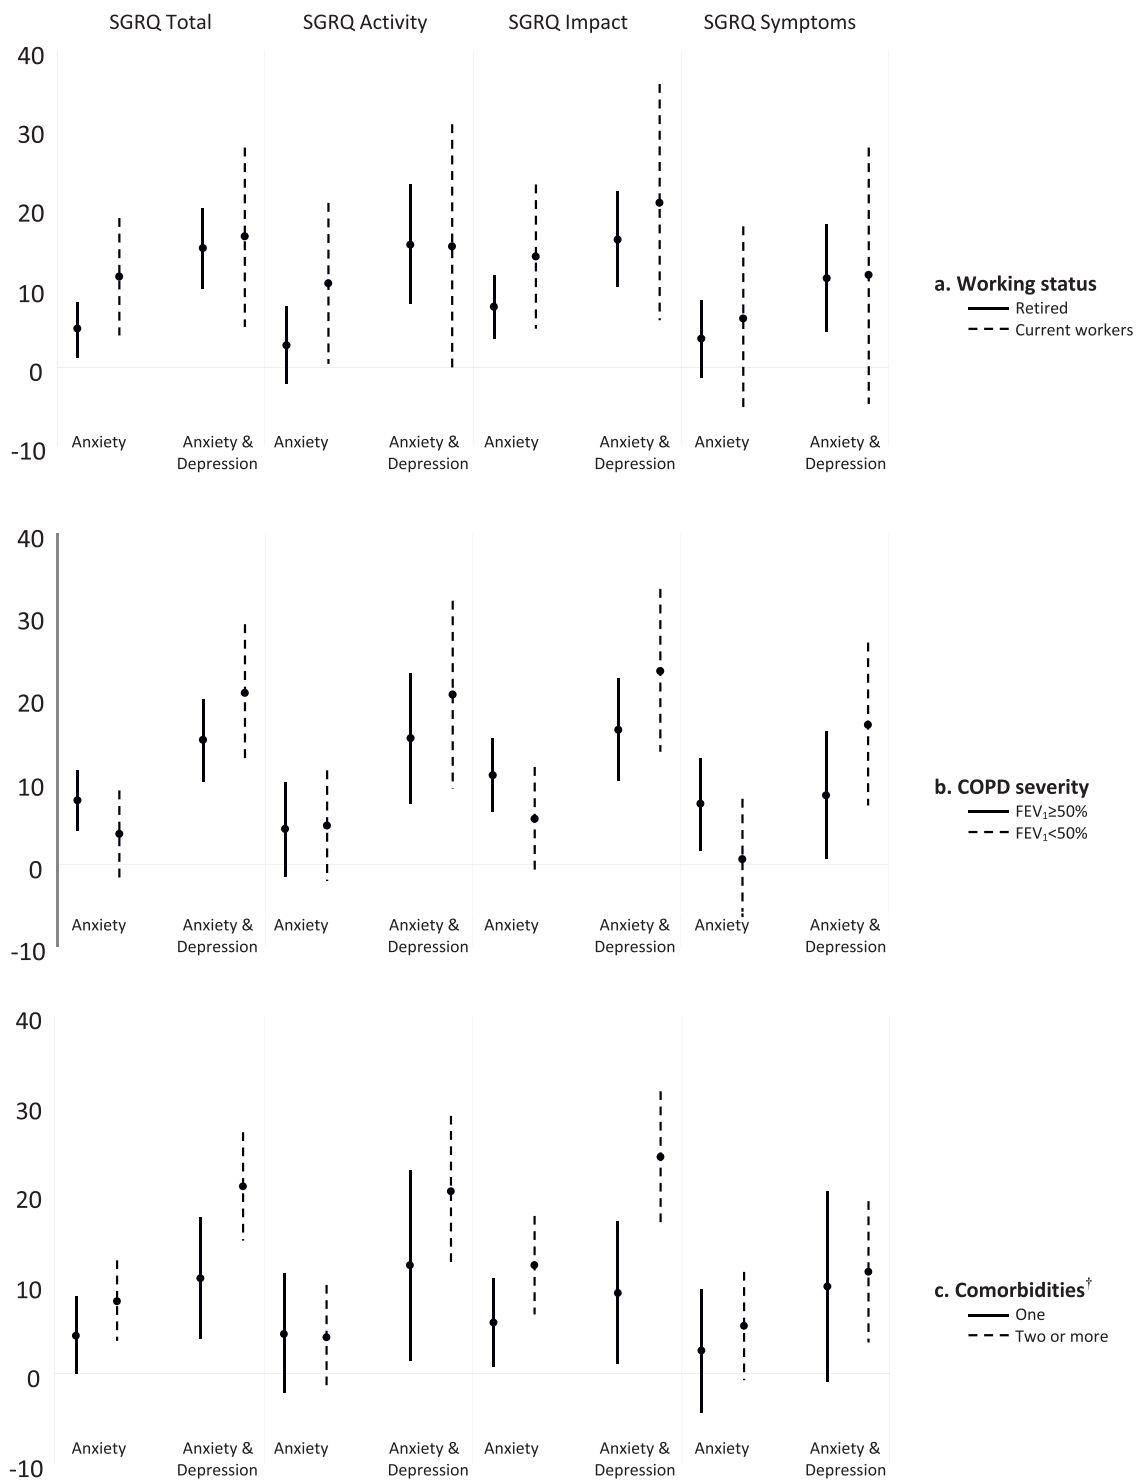 SGRQ Total SGRQ Activity SGRQ Impact SGRQ Symptoms
40
30
20
10
0
-10
Anxiety Anxiety & Anxiety Anxiety & Anxiety Anxiety & Anxiety Anxiety &
Depression Depression Depression Depression
a. Working status
Retired
Current workers
40
30
20
10
0
-10
Anxiety Anxiety & Anxiety Anxiety & Anxiety Anxiety & Anxiety Anxiety &
Depression Depression Depression Depression
b. COPD severity
FEV₁≥50%
FEV₁<50%
40
30
20
10
0
-10
Anxiety Anxiety & Anxiety Anxiety & Anxiety Anxiety & Anxiety Anxiety &
Depression Depression Depression Depression
c. Comorbidities†
One
Two or more